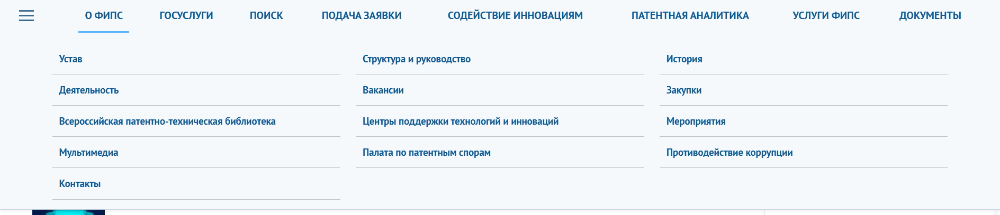 О ФИПС ГОСУСЛУГИ ПОИСК ПОДАЧА ЗАЯВКИ СОДЕЙСТВИЕ ИННОВАЦИЯМ ПАТЕНТНАЯ АНАЛИТИКА УСЛУГИ ФИПС ДОКУМЕНТЫ
Устав Структура и руководство История
Деятельность Вакансии Закупки
Всероссийская патентно-техническая библиотека Центры поддержки технологий и инноваций Мероприятия
Мультимедиа Палата по патентным спорам Противодействие коррупции
Контакты